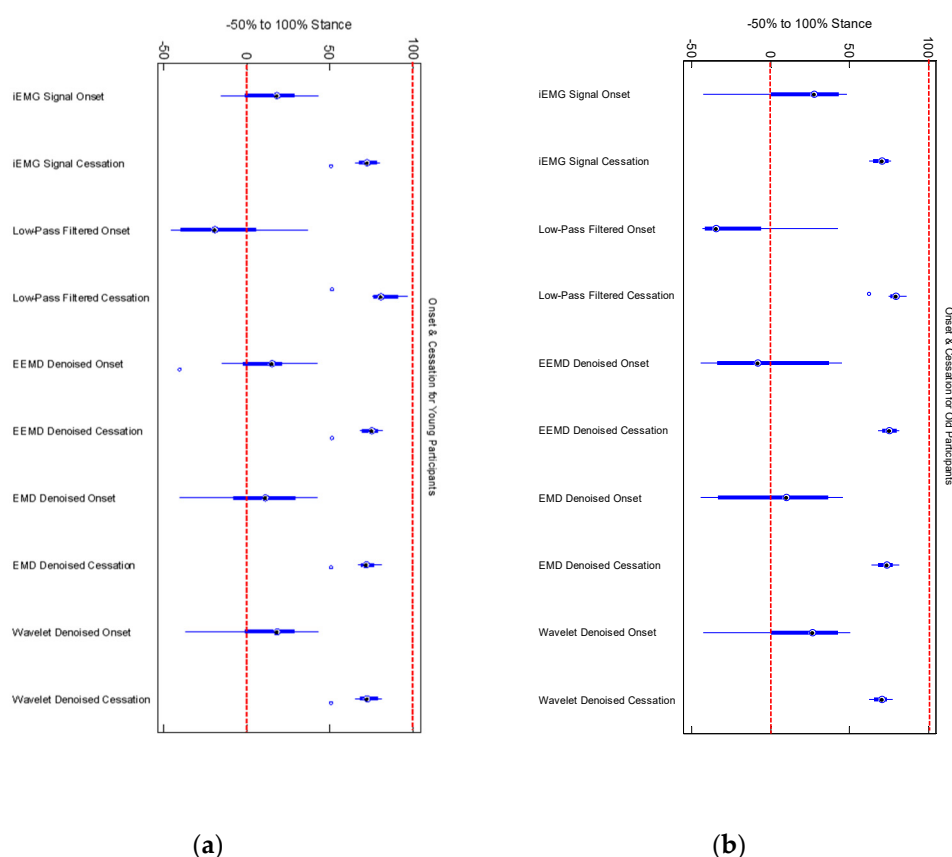 -50% to 100% Stance
-50
0
50
100
iEMG Signal Onset
iEMG Signal Cessation
Low-Pass Filtered Onset
Low-Pass Filtered Cessation
EEMD Denoised Onset
EEMD Denoised Cessation
EMD Denoised Onset
EMD Denoised Cessation
Wavelet Denoised Onset
Wavelet Denoised Cessation
Onset & Cessation for Young Participants
(a)
-50% to 100% Stance
-50
0
50
100
iEMG Signal Onset
iEMG Signal Cessation
Low-Pass Filtered Onset
Low-Pass Filtered Cessation
EEMD Denoised Onset
EEMD Denoised Cessation
EMD Denoised Onset
EMD Denoised Cessation
Wavelet Denoised Onset
Wavelet Denoised Cessation
Onset & Cessation for Old Participants
(b)